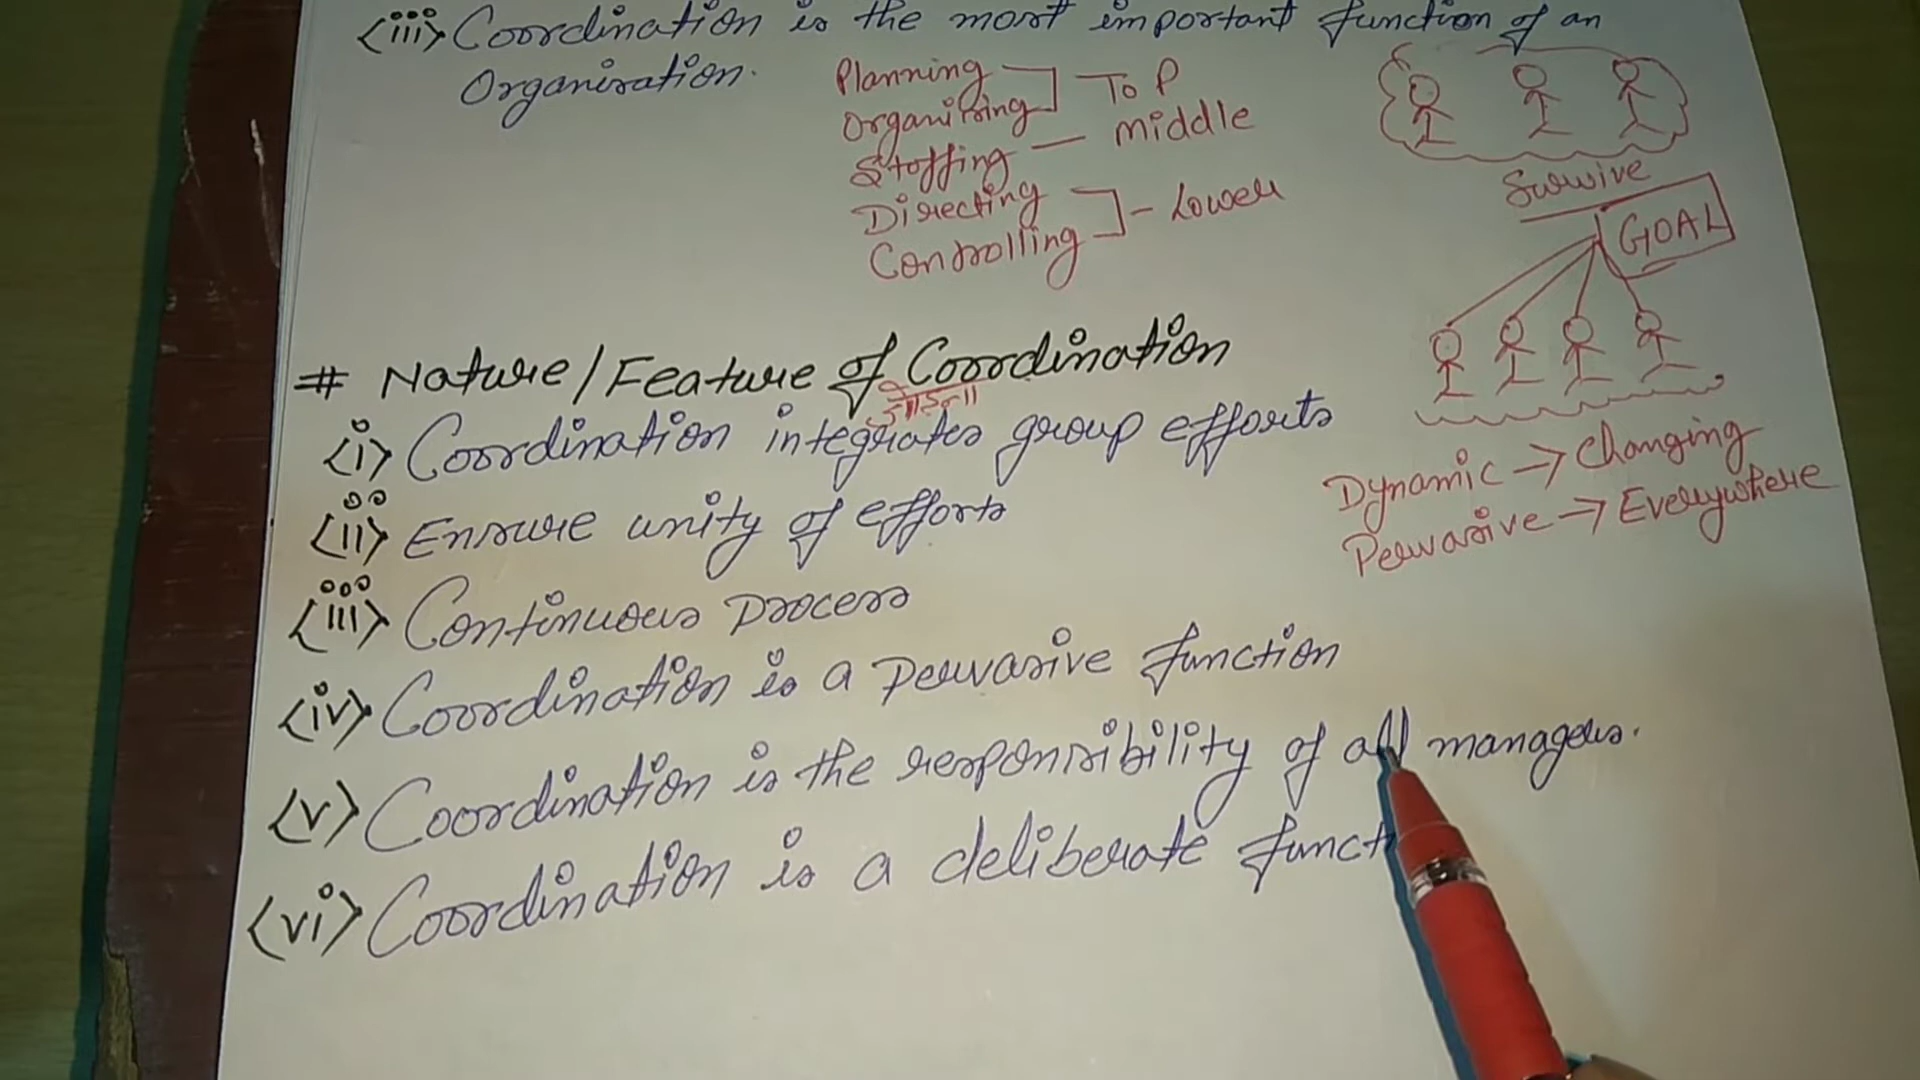 (iii) Coordination is the most important function of an
Organisation.
Planning
Organising
Top
Staffing — middle
Directing
Controlling
- Lower
Survive
GOAL
# Nature/Feature of Coordination
जोड़ना
(i) Coordination integrates group efforts
(ii) Ensure unity of efforts
(iii) Continuous process
(iv) Coordination is a pervasive function
(v) Coordination is the responsibility of all managers.
(vi) Coordination is a deliberate funct
Dynamic → Changing
Pervasive → Everywhere